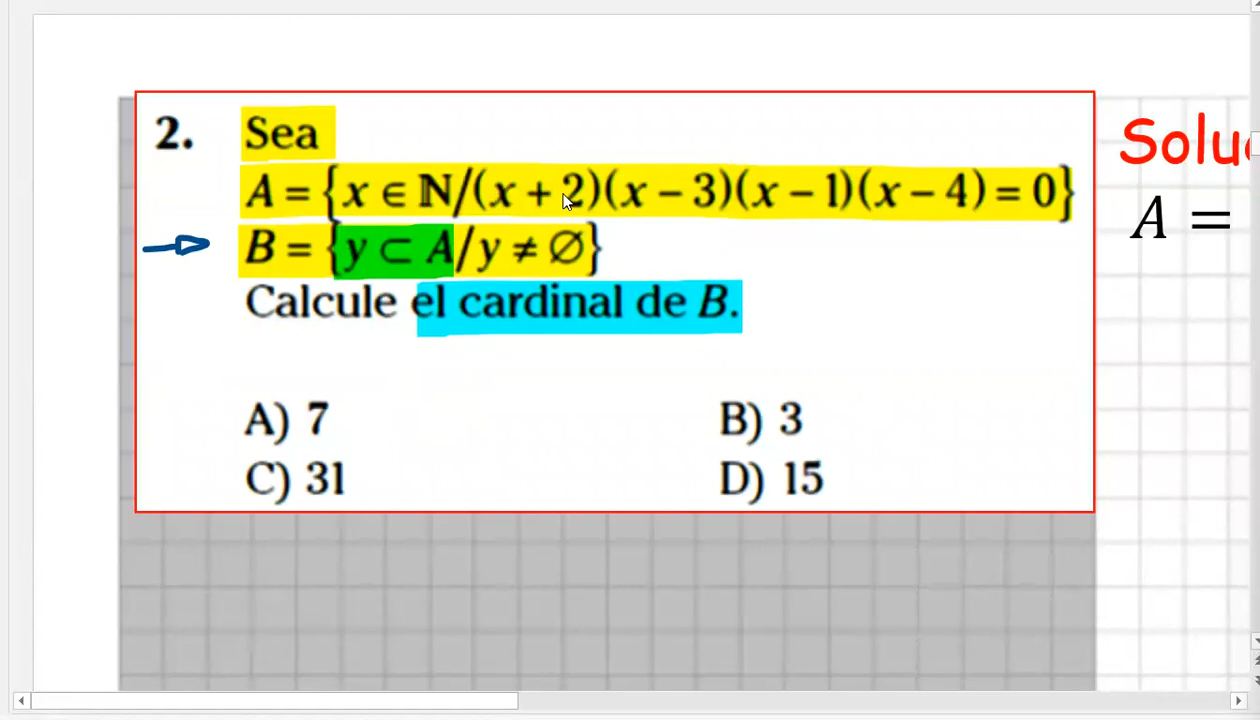 2. Sea
A = {x ∈ ℕ/(x + 2)(x − 3)(x − 1)(x − 4) = 0}
B = {y ⊂ A/y ≠ ∅}
Calcule el cardinal de B.
A) 7 B) 3
C) 31 D) 15
A =